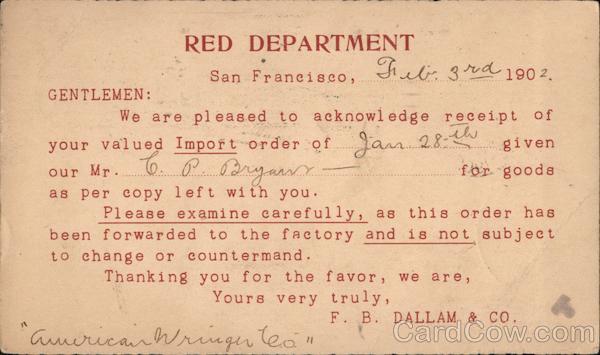 RED DEPARTMENT
San Francisco, Feb. 3rd 1902.
GENTLEMEN:
We are pleased to acknowledge receipt of
your valued Import order of Jan 28th given
our Mr. C. P. Bryant for goods
as per copy left with you.
Please examine carefully, as this order has
been forwarded to the factory and is not subject
to change or countermand.
Thanking you for the favor, we are,
Yours very truly,
F. B. DALLAM & CO.
"American Wringer Co"
CardCow.com